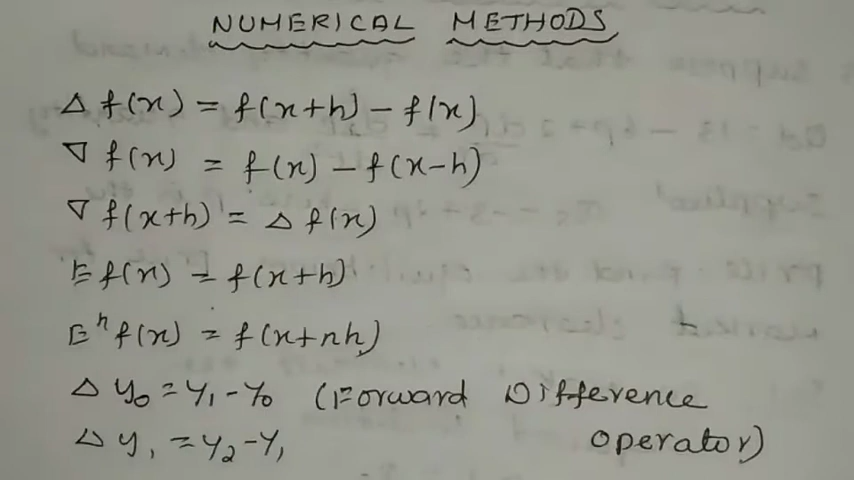 NUMERICAL METHODS
Δ f(x) = f(x+h) - f(x)
∇ f(x) = f(x) - f(x-h)
∇ f(x+h) = Δ f(x)
E f(x) = f(x+h)
Eⁿ f(x) = f(x+nh)
Δ y₀ = y₁ - y₀ (Forward Difference
Δ y₁ = y₂ - y₁ operator)